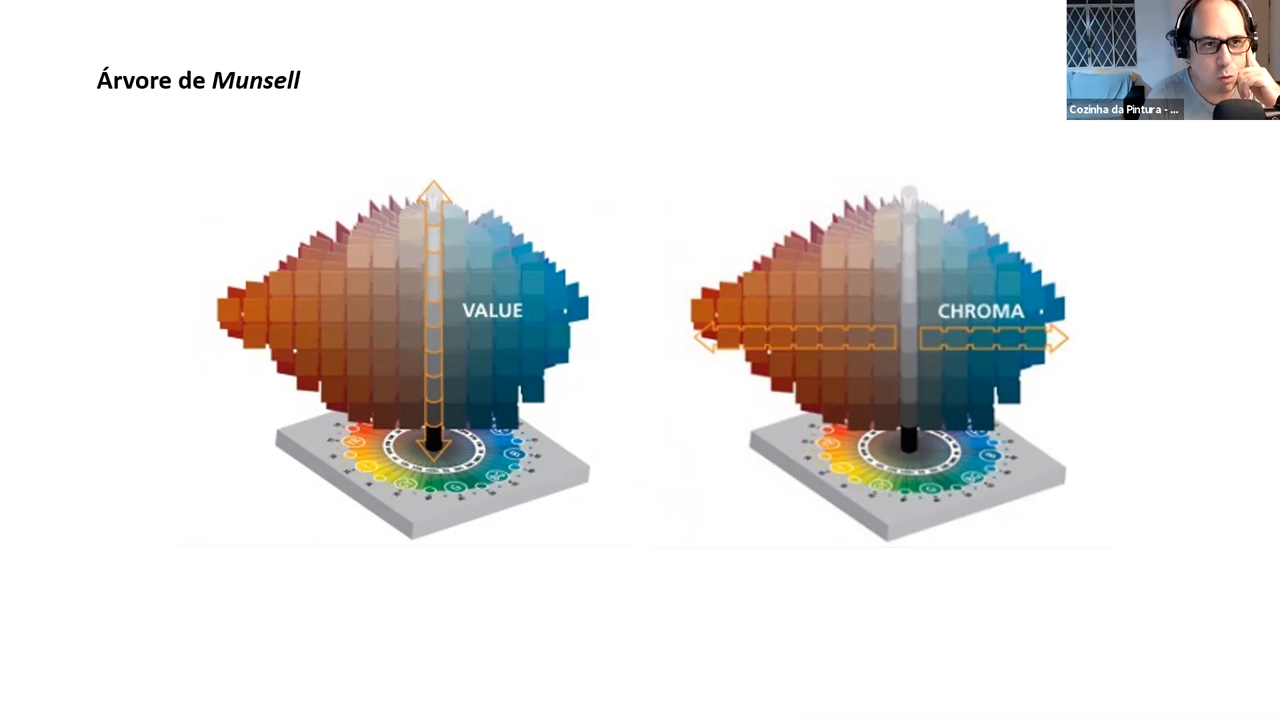 Árvore de Munsell
Cozinha da Pintura - ...
VALUE
CHROMA